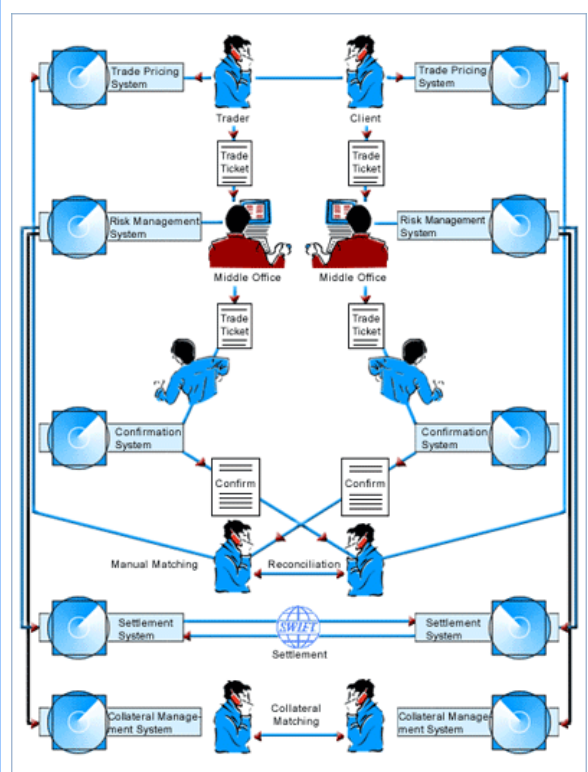 Trade Pricing
System
Trade Pricing
System
Trader
Client
Trade
Ticket
Trade
Ticket
Risk Management
System
Risk Management
System
Middle Office
Middle Office
Trade
Ticket
Trade
Ticket
Confirmation
System
Confirmation
System
Confirm
Confirm
Manual Matching
Reconciliation
Settlement
System
SWIFT
Settlement
System
Settlement
Collateral Manage-
ment System
Collateral
Matching
Collateral Manage-
ment System